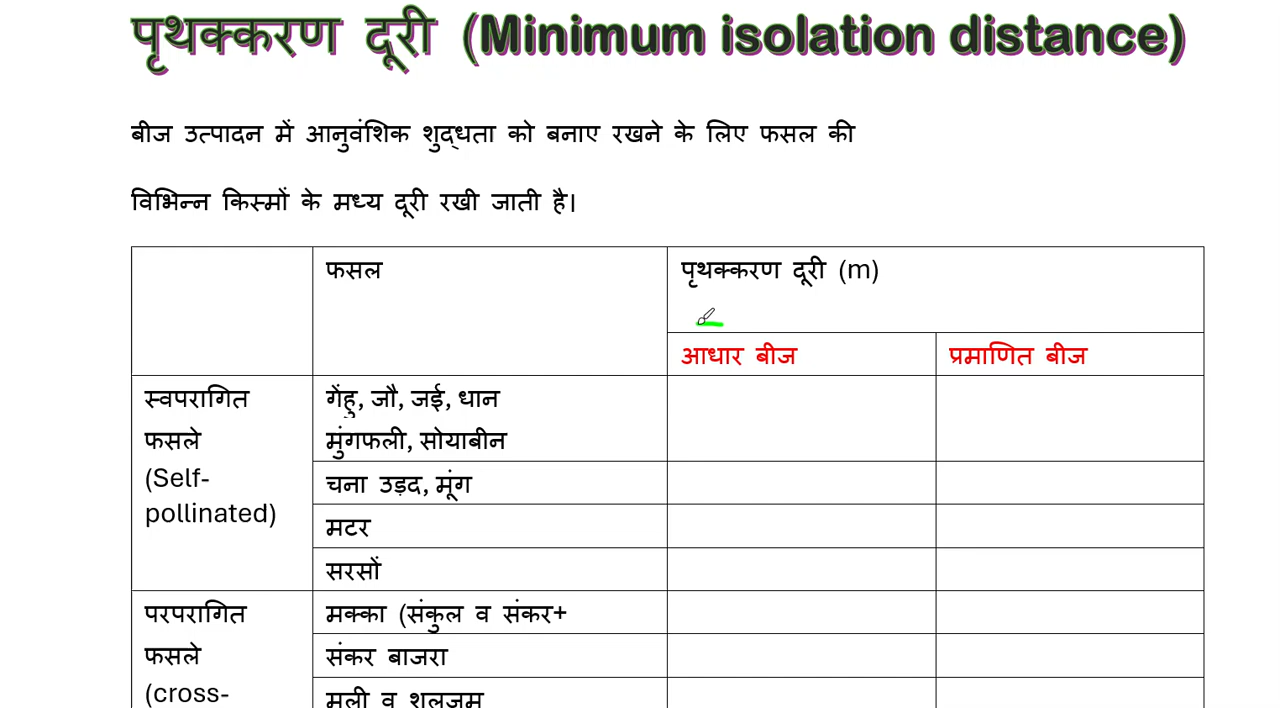 पृथक्करण दूरी (Minimum isolation distance)
बीज उत्पादन में आनुवंशिक शुद्धता को बनाए रखने के लिए फसल की
विभिन्न किस्मों के मध्य दूरी रखी जाती है।
फसल
पृथक्करण दूरी (m)
आधार बीज
प्रमाणित बीज
स्वपरागित
फसले
(Self-
pollinated)
गेंहु, जौ, जई, धान
मुंगफली, सोयाबीन
चना उड़द, मूंग
मटर
सरसों
परपरागित
फसले
(cross-
मक्का (संकुल व संकर+
संकर बाजरा
मूली व शलजम